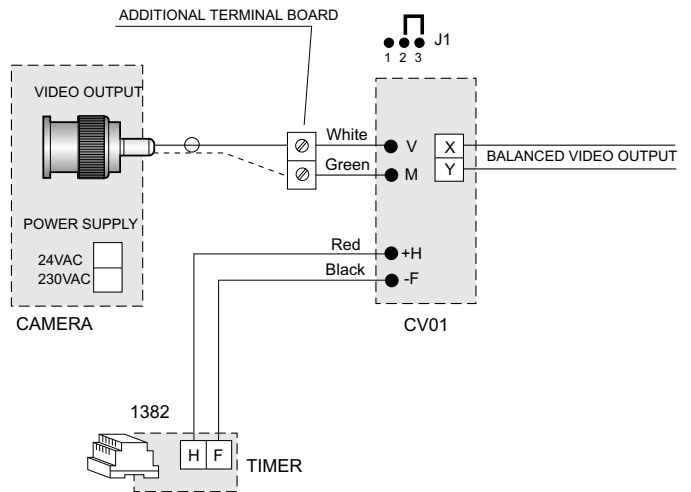 ADDITIONAL TERMINAL BOARD
J1
1 2 3
VIDEO OUTPUT
White
V
X
BALANCED VIDEO OUTPUT
Green
M
Y
POWER SUPPLY
24VAC
230VAC
Red
+H
Black
-F
CAMERA
CV01
1382
H F
TIMER